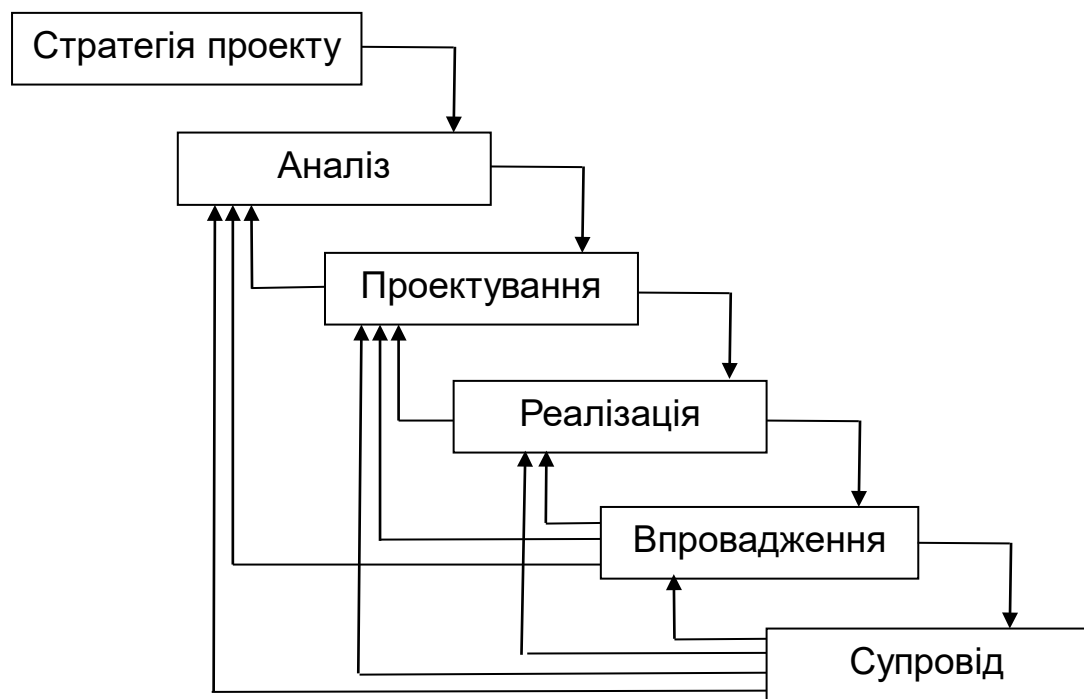 Стратегія проекту
Аналіз
Проектування
Реалізація
Впровадження
Супровід